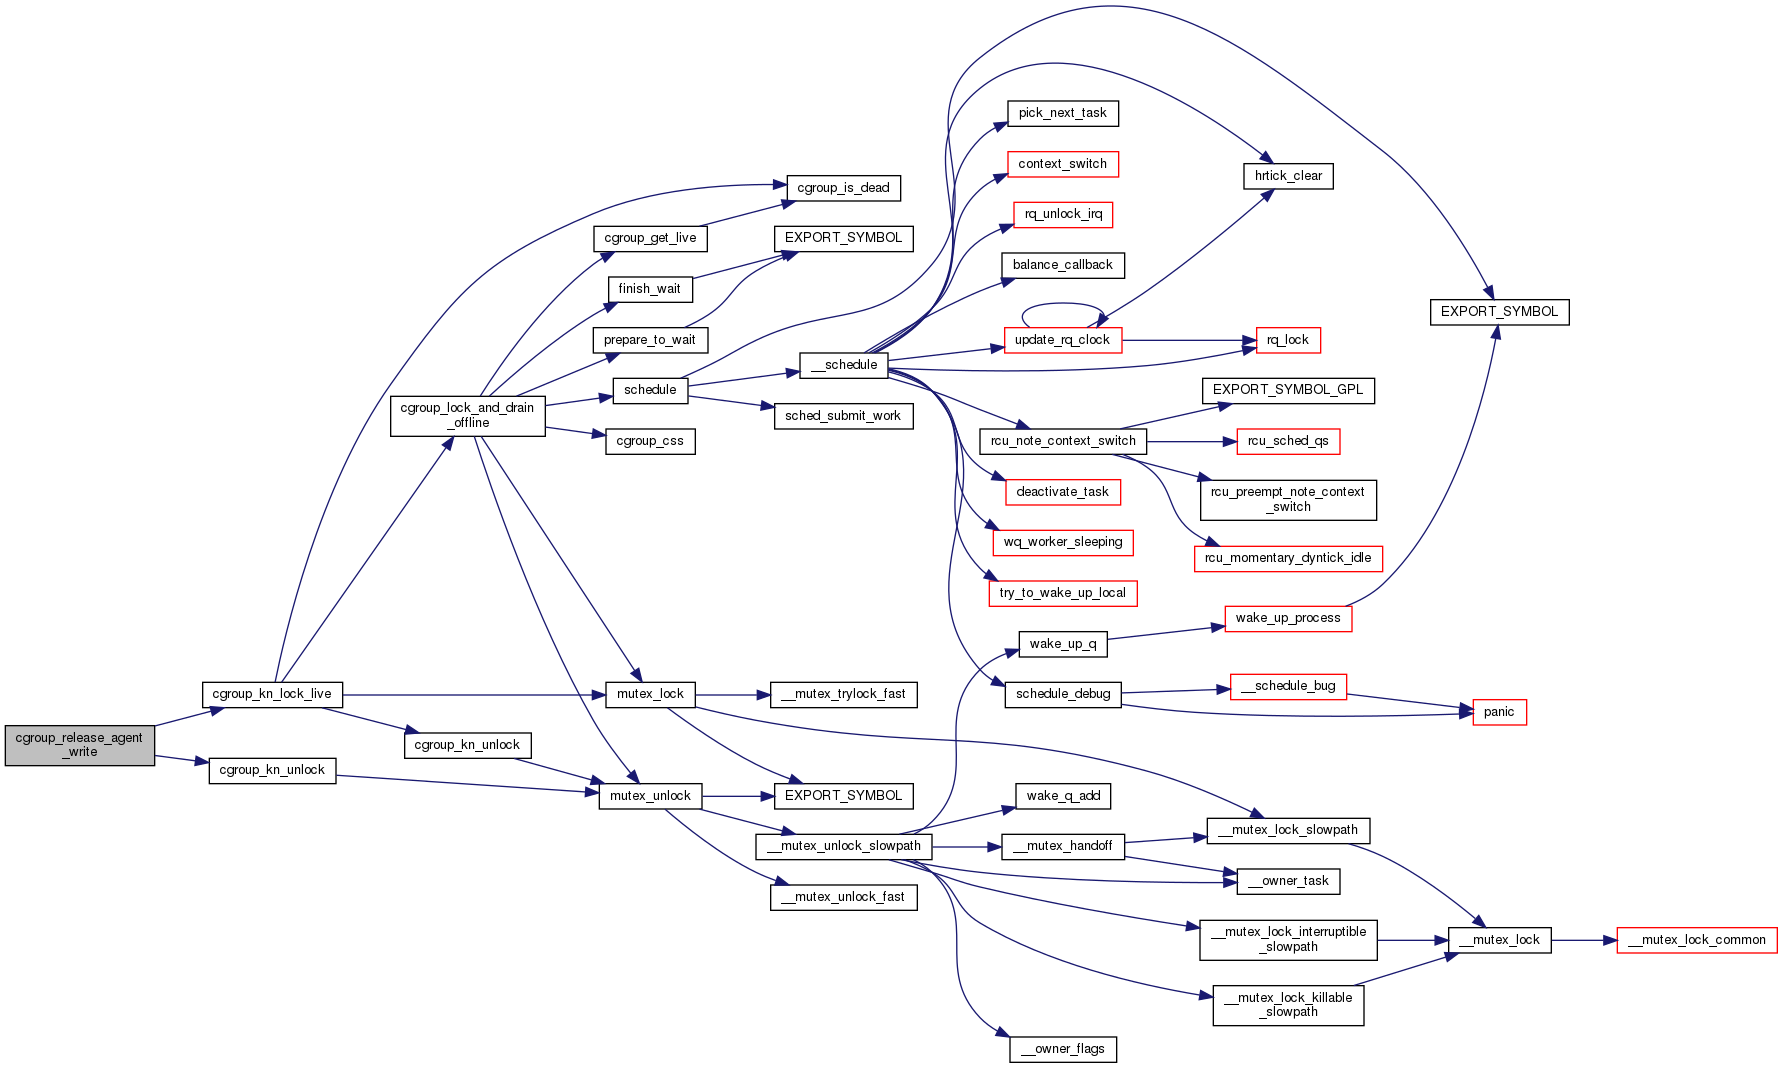 cgroup_release_agent
_write
cgroup_kn_lock_live
cgroup_kn_unlock
cgroup_lock_and_drain
_offline
cgroup_kn_unlock
cgroup_get_live
finish_wait
prepare_to_wait
schedule
cgroup_css
mutex_lock
mutex_unlock
cgroup_is_dead
EXPORT_SYMBOL
__schedule
sched_submit_work
__mutex_trylock_fast
EXPORT_SYMBOL
__mutex_unlock_slowpath
__mutex_unlock_fast
pick_next_task
context_switch
rq_unlock_irq
balance_callback
update_rq_clock
rcu_note_context_switch
deactivate_task
wq_worker_sleeping
try_to_wake_up_local
wake_up_q
schedule_debug
wake_q_add
__mutex_handoff
__owner_flags
hrtick_clear
rq_lock
EXPORT_SYMBOL_GPL
rcu_sched_qs
rcu_preempt_note_context
_switch
rcu_momentary_dyntick_idle
wake_up_process
__schedule_bug
__mutex_lock_slowpath
__owner_task
__mutex_lock_interruptible
_slowpath
__mutex_lock_killable
_slowpath
EXPORT_SYMBOL
panic
__mutex_lock
__mutex_lock_common